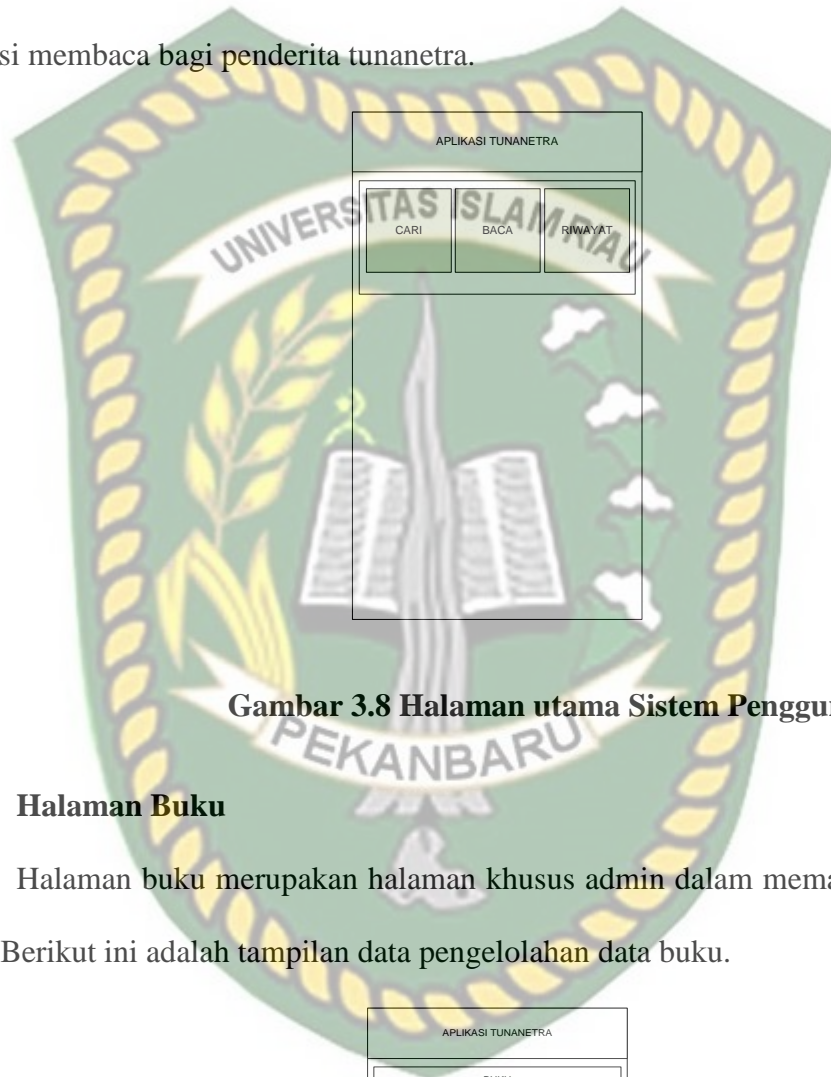 si membaca bagi penderita tunanetra.
APLIKASI TUNANETRA
UNIVERSITAS ISLAM RIAU
CARI BACA RIWAYAT
Gambar 3.8 Halaman utama Sistem Penggu
PEKANBARU
Halaman Buku
Halaman buku merupakan halaman khusus admin dalam mema
Berikut ini adalah tampilan data pengelolahan data buku.
APLIKASI TUNANETRA